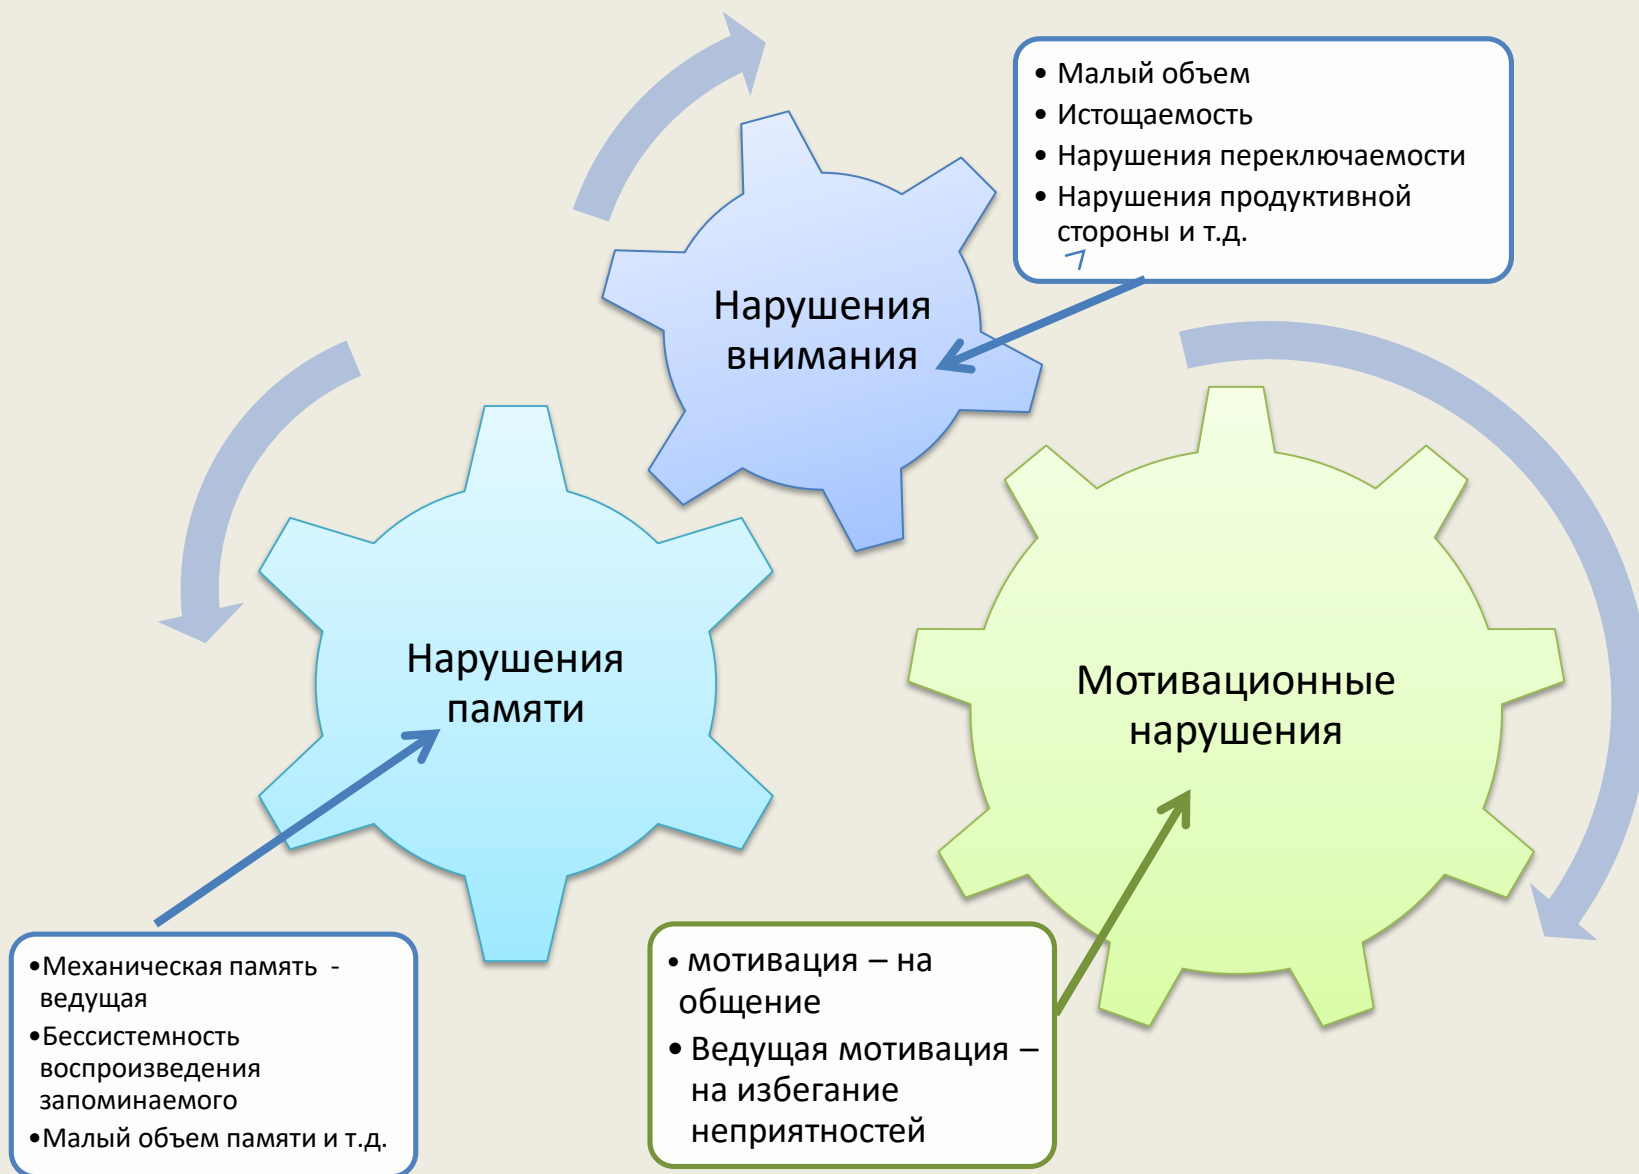 • Малый объем
• Истощаемость
• Нарушения переключаемости
• Нарушения продуктивной
стороны и т.д.
Нарушения
внимания
Нарушения
памяти
Мотивационные
нарушения
•Механическая память -
ведущая
•Бессистемность
воспроизведения
запоминаемого
•Малый объем памяти и т.д.
• мотивация – на
общение
• Ведущая мотивация –
на избегание
неприятностей